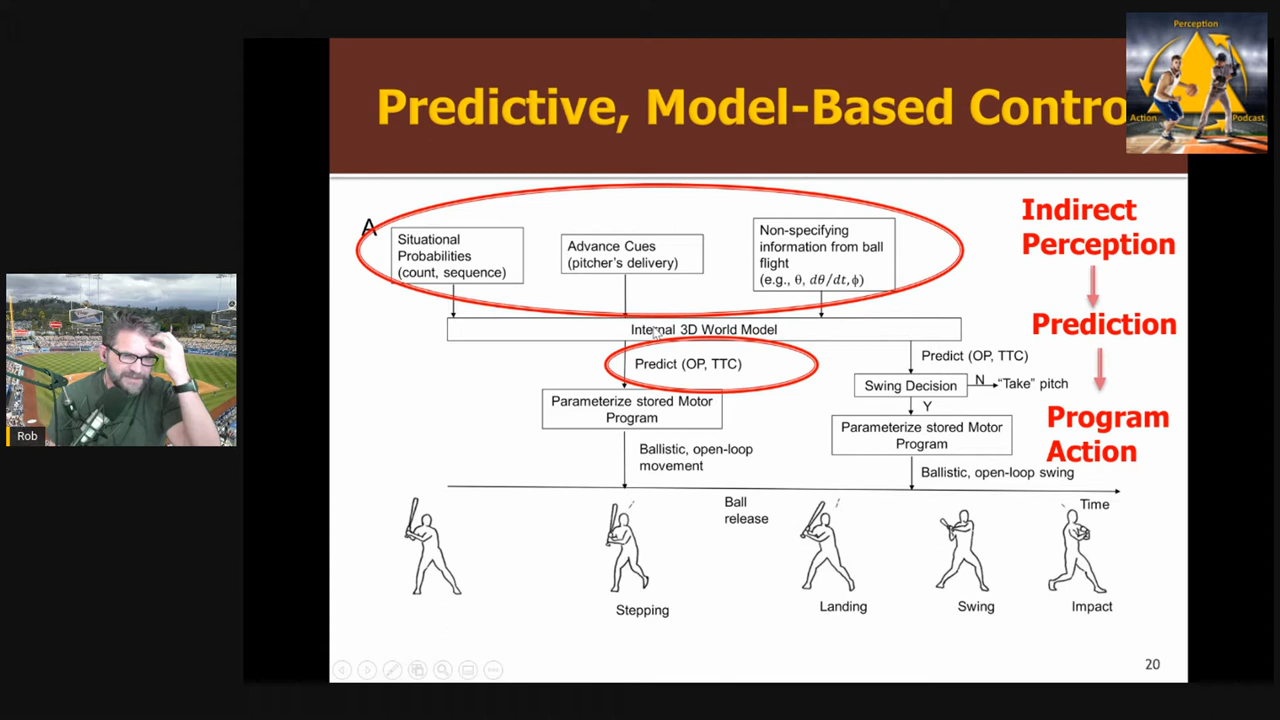 Predictive, Model-Based Contro
Perception
Action
Podcast
A
Situational
Probabilities
(count, sequence)
Advance Cues
(pitcher's delivery)
Non-specifying
information from ball
flight
(e.g., θ, dθ/dt,ϕ)
Indirect
Perception
Prediction
Program
Action
Internal 3D World Model
Predict (OP, TTC)
Parameterize stored Motor
Program
Ballistic, open-loop
movement
Predict (OP, TTC)
Swing Decision
N
"Take" pitch
Y
Parameterize stored Motor
Program
Ballistic, open-loop swing
Ball
release
Time
Stepping
Landing
Swing
Impact
Rob
20